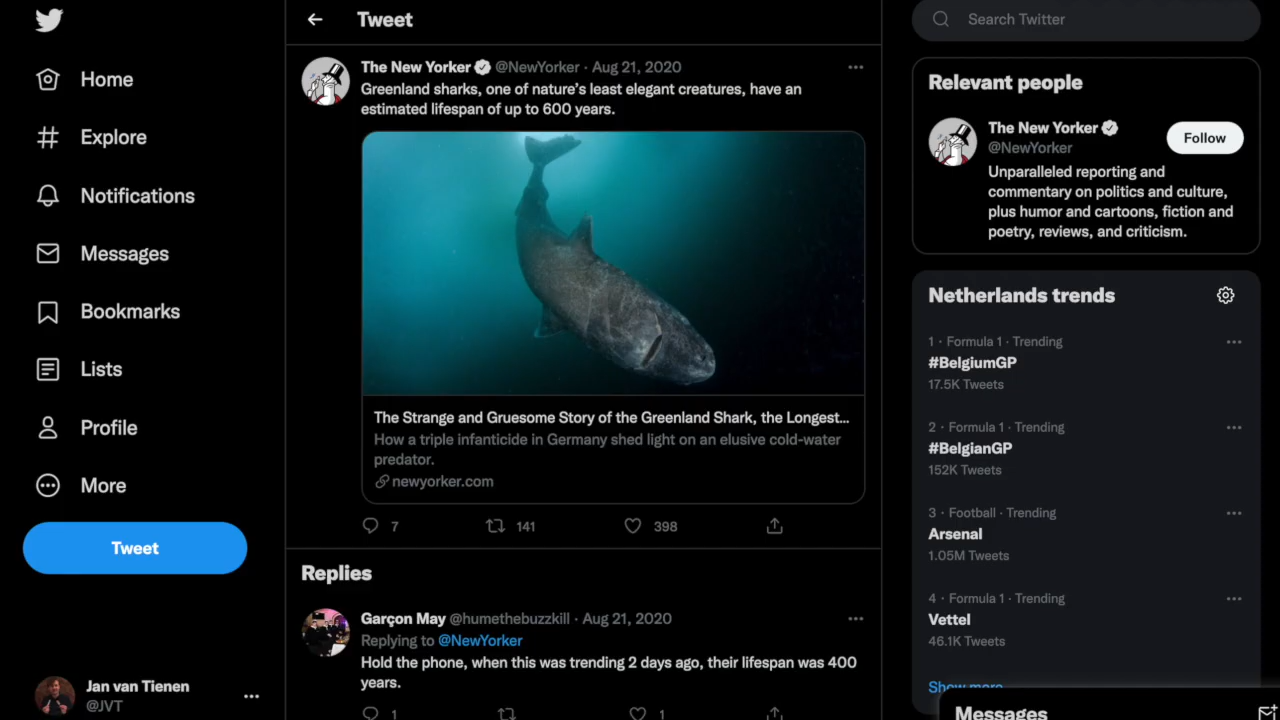 Home
Explore
Notifications
Messages
Bookmarks
Lists
Profile
More
Tweet
Jan van Tienen
@JVT
Tweet
The New Yorker @NewYorker · Aug 21, 2020
Greenland sharks, one of nature's least elegant creatures, have an
estimated lifespan of up to 600 years.
The Strange and Gruesome Story of the Greenland Shark, the Longest...
How a triple infanticide in Germany shed light on an elusive cold-water
predator.
newyorker.com
7 141 398
Replies
Garçon May @humethebuzzkill · Aug 21, 2020
Replying to @NewYorker
Hold the phone, when this was trending 2 days ago, their lifespan was 400
years.
1 1
Search Twitter
Relevant people
The New Yorker
@NewYorker
Follow
Unparalleled reporting and
commentary on politics and culture,
plus humor and cartoons, fiction and
poetry, reviews, and criticism.
Netherlands trends
1 · Formula 1 · Trending
#BelgiumGP
17.5K Tweets
2 · Formula 1 · Trending
#BelgianGP
152K Tweets
3 · Football · Trending
Arsenal
1.05M Tweets
4 · Formula 1 · Trending
Vettel
46.1K Tweets
Show more
Messages